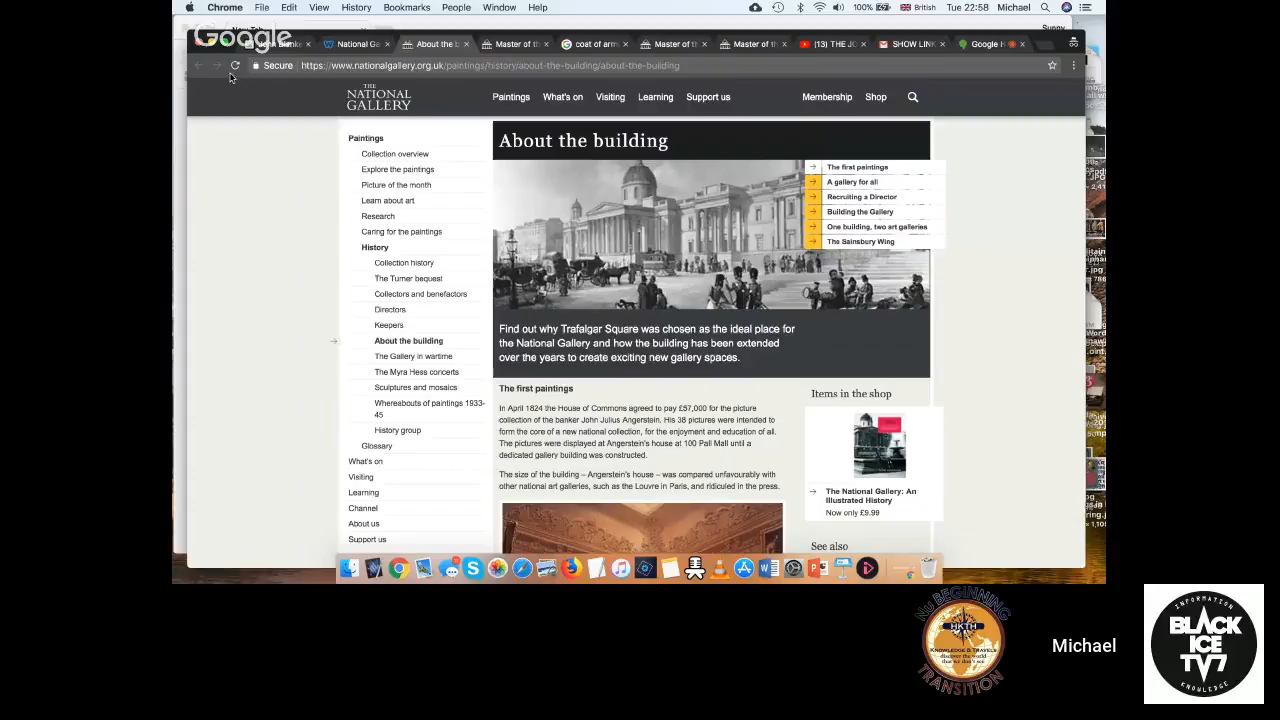 Chrome File Edit View History Bookmarks People Window Help
100% Tue 22:58 Michael
British
Google
National Ga
About the b
Master of th
coat of arm
Master of th
Master of th
(13) THE JO
SHOW LINK
Google H
Secure https://www.nationalgallery.org.uk/paintings/history/about-the-building/about-the-building
THE
NATIONAL
GALLERY
Paintings What's on Visiting Learning Support us Membership Shop
Paintings
Collection overview
Explore the paintings
Picture of the month
Learn about art
Research
Caring for the paintings
History
Collection history
The Turner bequest
Collectors and benefactors
Directors
Keepers
About the building
The Gallery in wartime
The Myra Hess concerts
Sculptures and mosaics
Whereabouts of paintings 1933-
45
History group
Glossary
What's on
Visiting
Learning
Channel
About us
Support us
About the building
The first paintings
A gallery for all
Recruiting a Director
Building the Gallery
One building, two art galleries
The Sainsbury Wing
Find out why Trafalgar Square was chosen as the ideal place for
the National Gallery and how the building has been extended
over the years to create exciting new gallery spaces.
The first paintings
In April 1824 the House of Commons agreed to pay £57,000 for the picture
collection of the banker John Julius Angerstein. His 38 pictures were intended to
form the core of a new national collection, for the enjoyment and education of all.
The pictures were displayed at Angerstein's house at 100 Pall Mall until a
dedicated gallery building was constructed.
The size of the building – Angerstein's house – was compared unfavourably with
other national art galleries, such as the Louvre in Paris, and ridiculed in the press.
Items in the shop
The National Gallery: An
Illustrated History
Now only £9.99
See also
NU BEGINNING
HKTH
KNOWLEDGE & TRAVELS
discover the world
that we don't see
TRANSITION
Michael
INFORMATION
BLACK
ICE
TV7
KNOWLEDGE